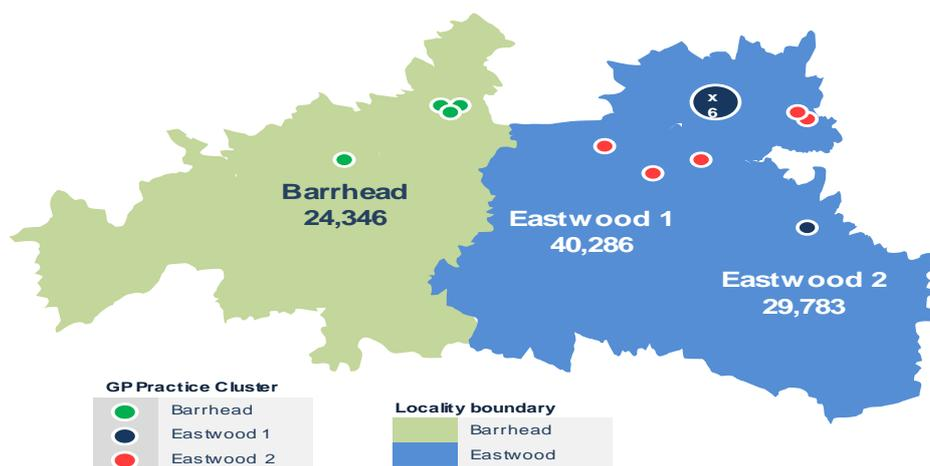 x
6
Barrhead
24,346
Eastwood 1
40,286
Eastwood 2
29,783
GP Practice Cluster
Barrhead
Eastwood 1
Eastwood 2
Locality boundary
Barrhead
Eastwood